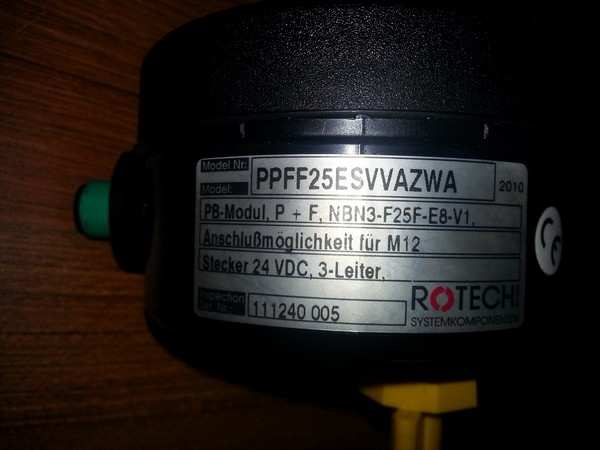 Model Nr:
Model:
PPFF25ESVVAZWA
2010
PB-Modul, P + F, NBN3-F25F-E8-V1,
Anschlußmöglichkeit für M12
Stecker 24 VDC, 3-Leiter,
Inspection
Nr.:
111240 005
ROTECH
SYSTEMKOMPONENTEN
CE